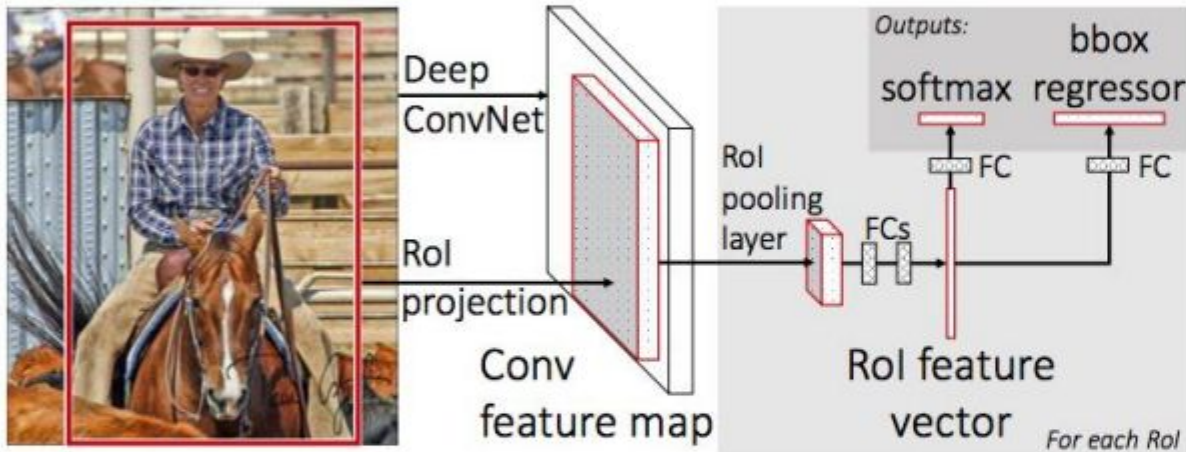 Deep
ConvNet
RoI
projection
Conv
feature map
RoI
pooling
layer
FCs
RoI feature
vector
For each RoI
Outputs:
softmax
bbox
regressor
FC
FC